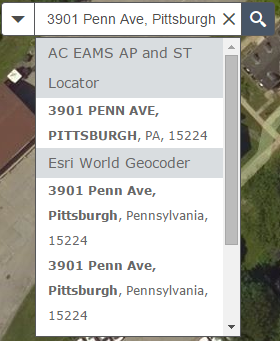 3901 Penn Ave, Pittsburgh
AC EAMS AP and ST
Locator
3901 PENN AVE,
PITTSBURGH, PA, 15224
Esri World Geocoder
3901 Penn Ave,
Pittsburgh, Pennsylvania,
15224
3901 Penn Ave,
Pittsburgh, Pennsylvania,
15224